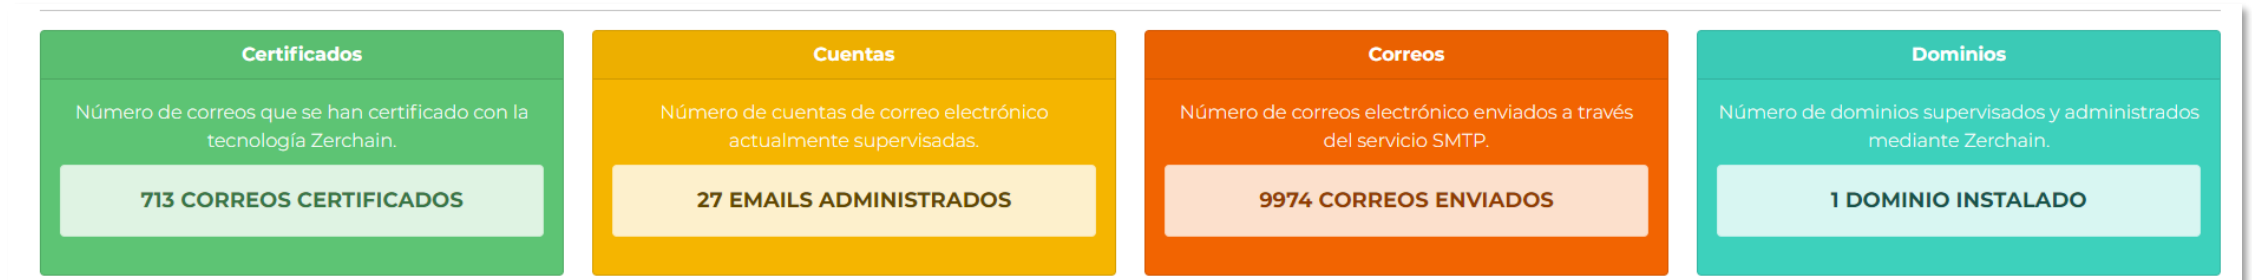 Certificados
Número de correos que se han certificado con la
tecnología Zerchain.
713 CORREOS CERTIFICADOS
Cuentas
Número de cuentas de correo electrónico
actualmente supervisadas.
27 EMAILS ADMINISTRADOS
Correos
Número de correos electrónico enviados a través
del servicio SMTP.
9974 CORREOS ENVIADOS
Dominios
Número de dominios supervisados y administrados
mediante Zerchain.
1 DOMINIO INSTALADO